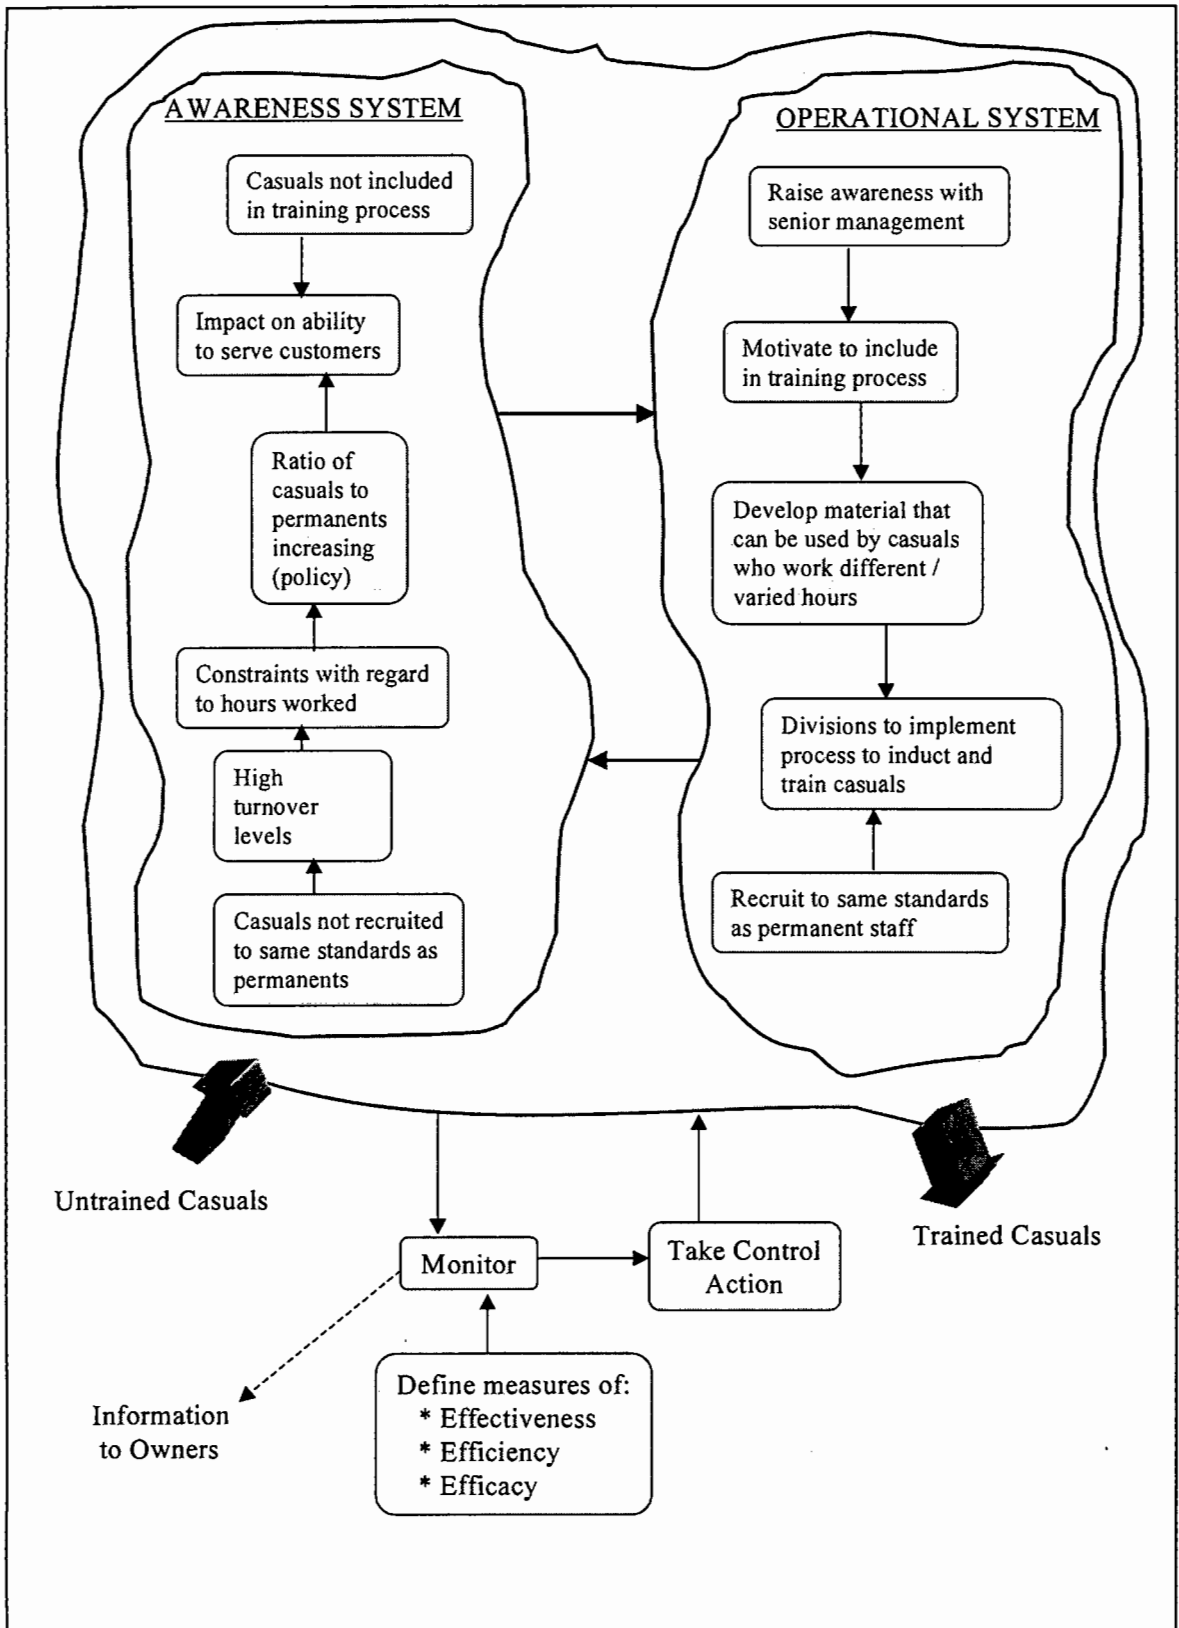 AWARENESS SYSTEM
Casuals not included
in training process
Impact on ability
to serve customers
Ratio of
casuals to
permanents
increasing
(policy)
Constraints with regard
to hours worked
High
turnover
levels
Casuals not recruited
to same standards as
permanents
OPERATIONAL SYSTEM
Raise awareness with
senior management
Motivate to include
in training process
Develop material that
can be used by casuals
who work different /
varied hours
Divisions to implement
process to induct and
train casuals
Recruit to same standards
as permanent staff
Untrained Casuals
Trained Casuals
Monitor
Take Control
Action
Define measures of:
* Effectiveness
* Efficiency
* Efficacy
Information
to Owners